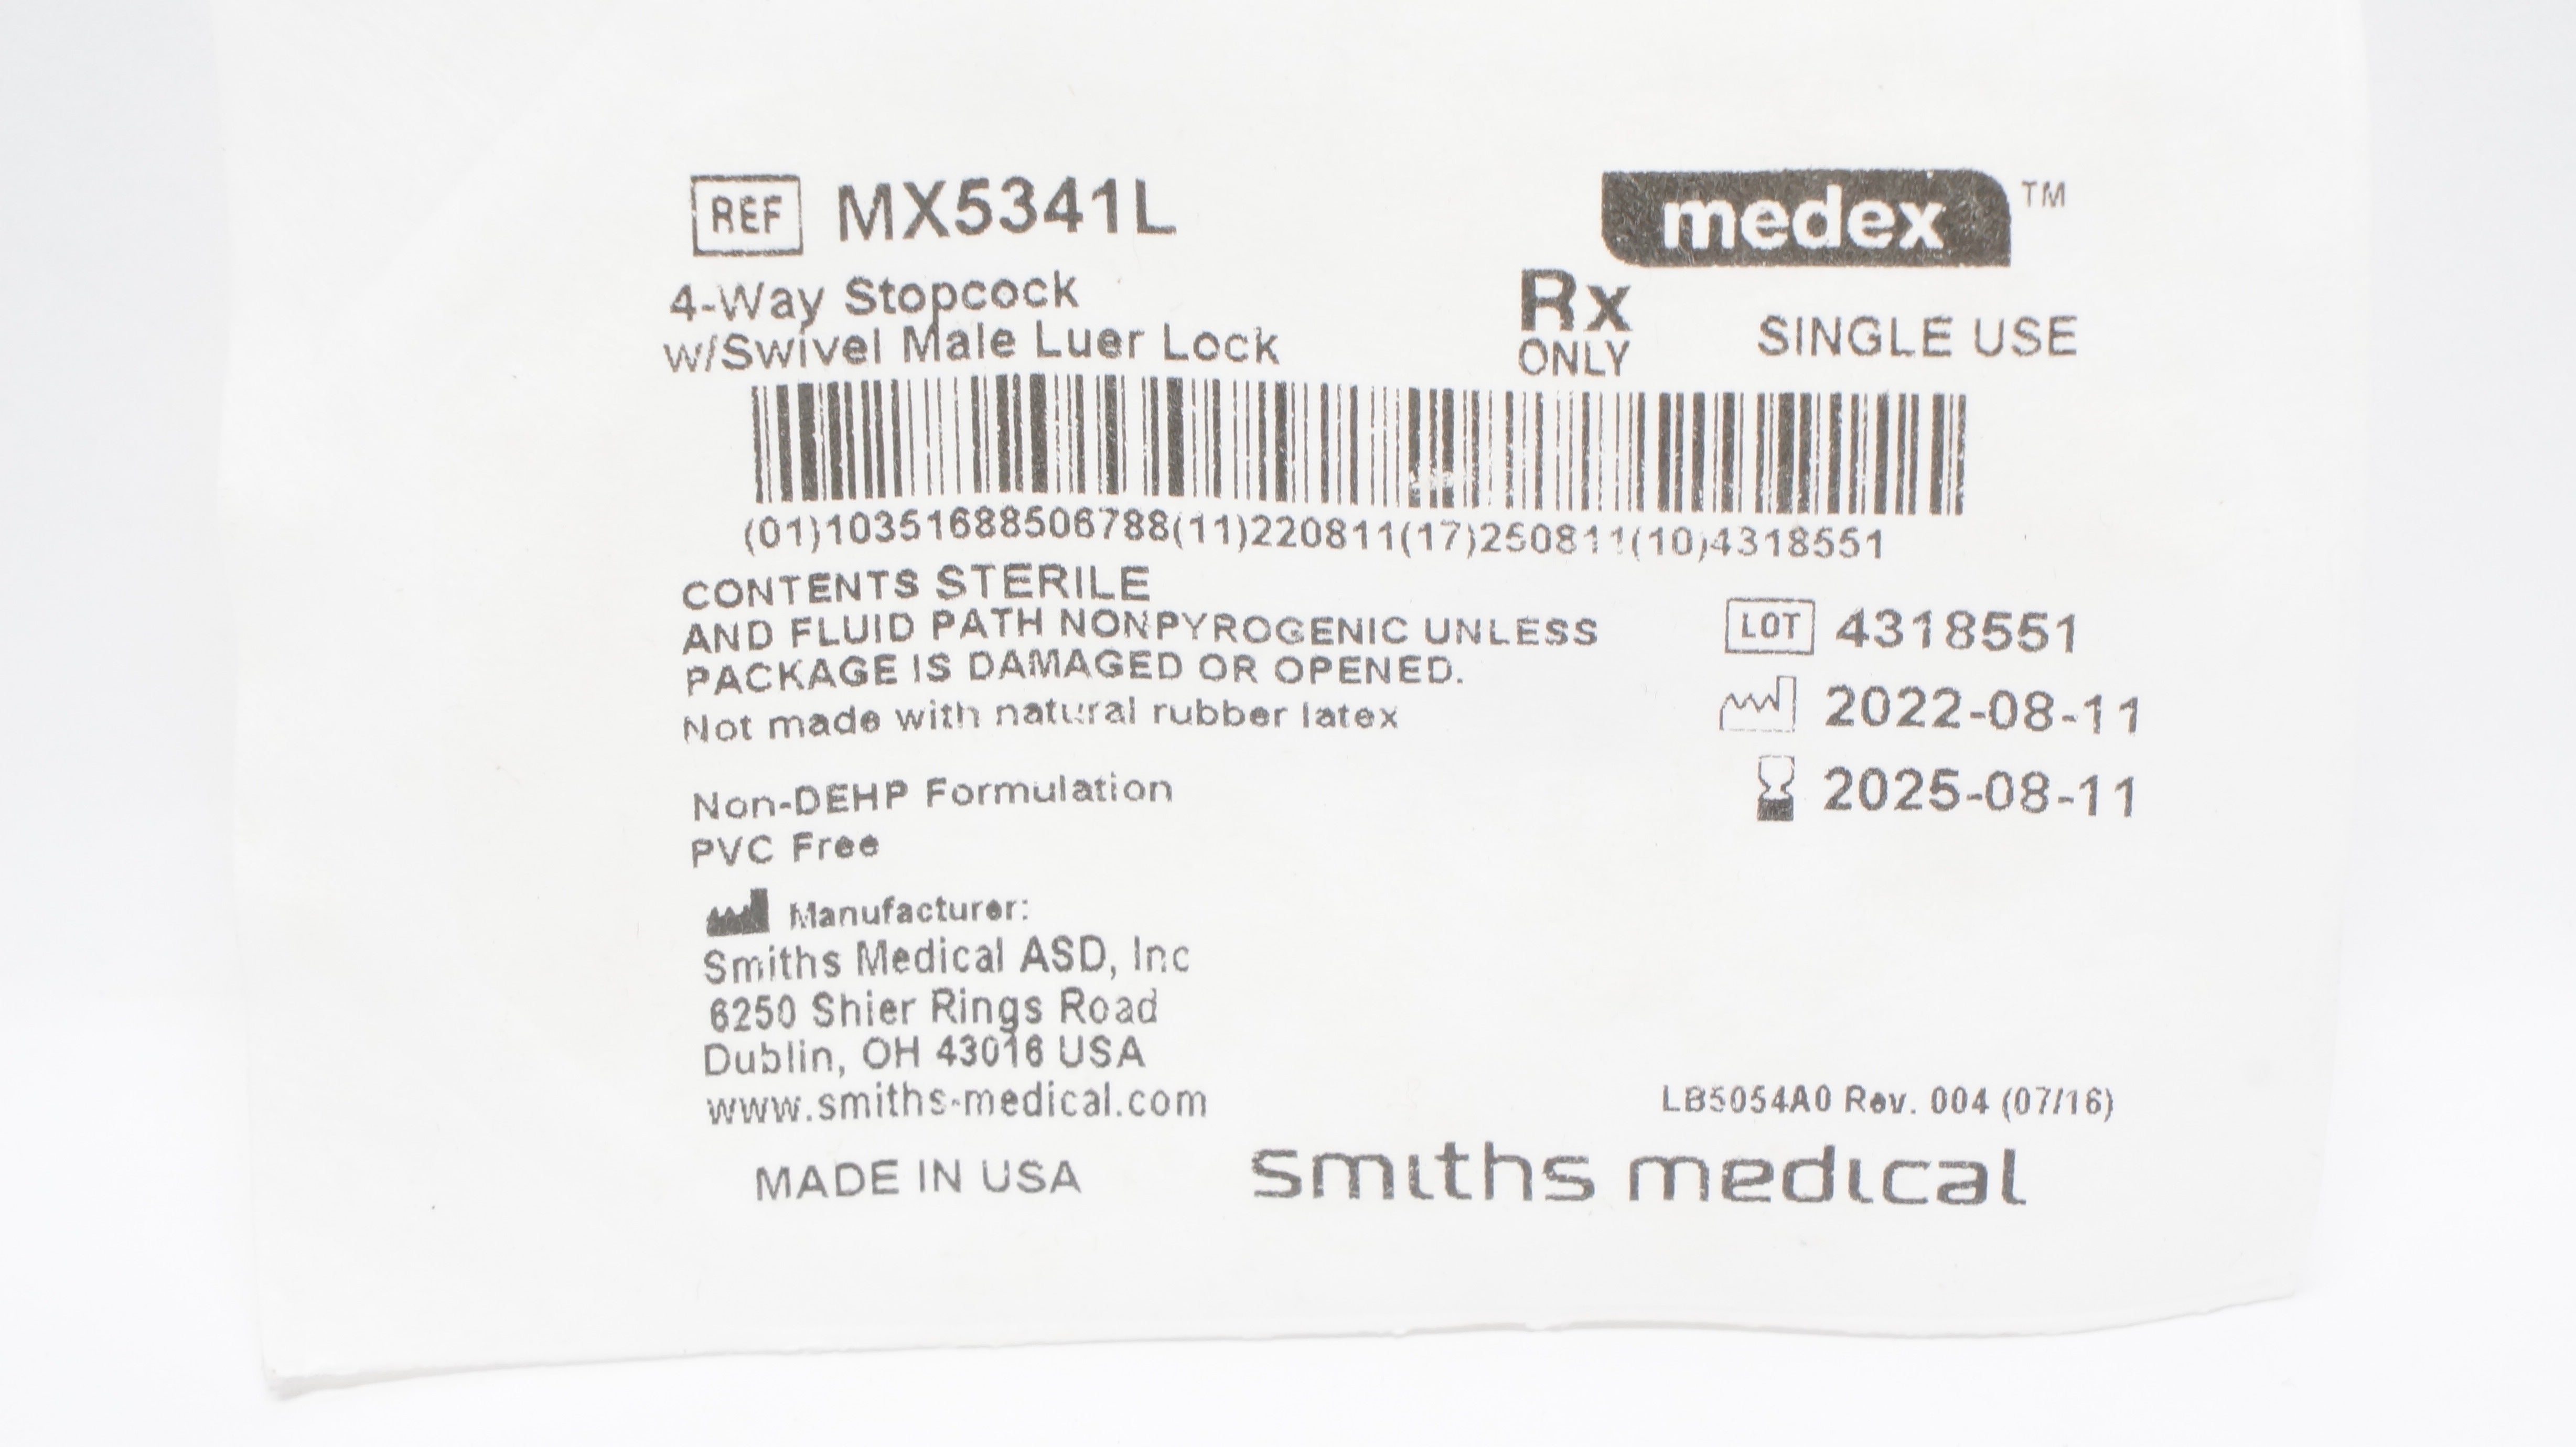 REF MX5341L
medex™
4-Way Stopcock
w/Swivel Male Luer Lock
Rx
ONLY
SINGLE USE
(01)10351688506788(11)220811(17)250811(10)4318551
CONTENTS STERILE
AND FLUID PATH NONPYROGENIC UNLESS
PACKAGE IS DAMAGED OR OPENED.
Not made with natural rubber latex
LOT 4318551
2022-08-11
2025-08-11
Non-DEHP Formulation
PVC Free
Manufacturer:
Smiths Medical ASD, Inc
6250 Shier Rings Road
Dublin, OH 43016 USA
www.smiths-medical.com
LB5054A0 Rev. 004 (07/16)
MADE IN USA
smiths medical